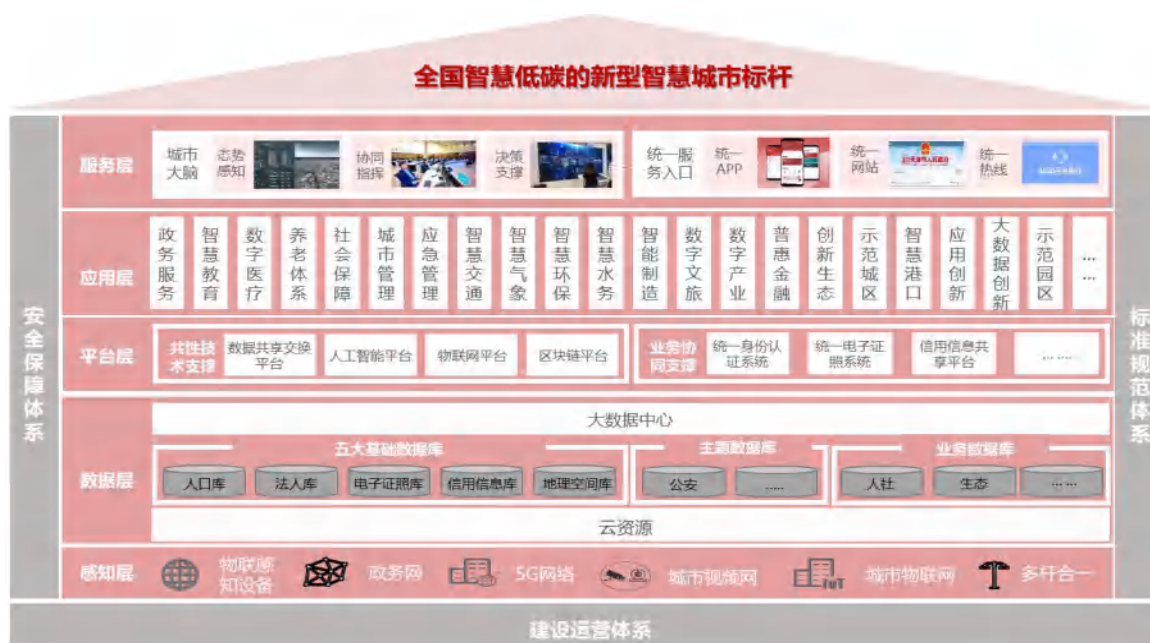 全国智慧低碳的新型智慧城市标杆
安全保障体系
标准规范体系
服务层
城市
大脑
态势
感知
协同
指挥
决策
支撑
统一服
务入口
统一
APP
统一
网站
统一
热线
应用层
政务服务
智慧教育
数字医疗
养老体系
社会保障
城市管理
应急管理
智慧交通
智慧气象
智慧环保
智慧水务
智能制造
数字文旅
数字产业
普惠金融
创新生态
示范城区
智慧港口
应用创新
大数据创新
示范园区
……
平台层
共性技
术支撑
数据共享交换
平台
人工智能平台
物联网平台
区块链平台
业务协
同支撑
统一身份认
证系统
统一电子证
照系统
信用信息共
享平台
… …
数据层
大数据中心
五大基础数据库
人口库
法人库
电子证照库
信用信息库
地理空间库
主题数据库
公安
.....
业务数据库
人社
生态
… …
云资源
感知层
物联感
知设备
政务网
5G网络
城市视频网
IoT
城市物联网
多杆合一
建设运营体系